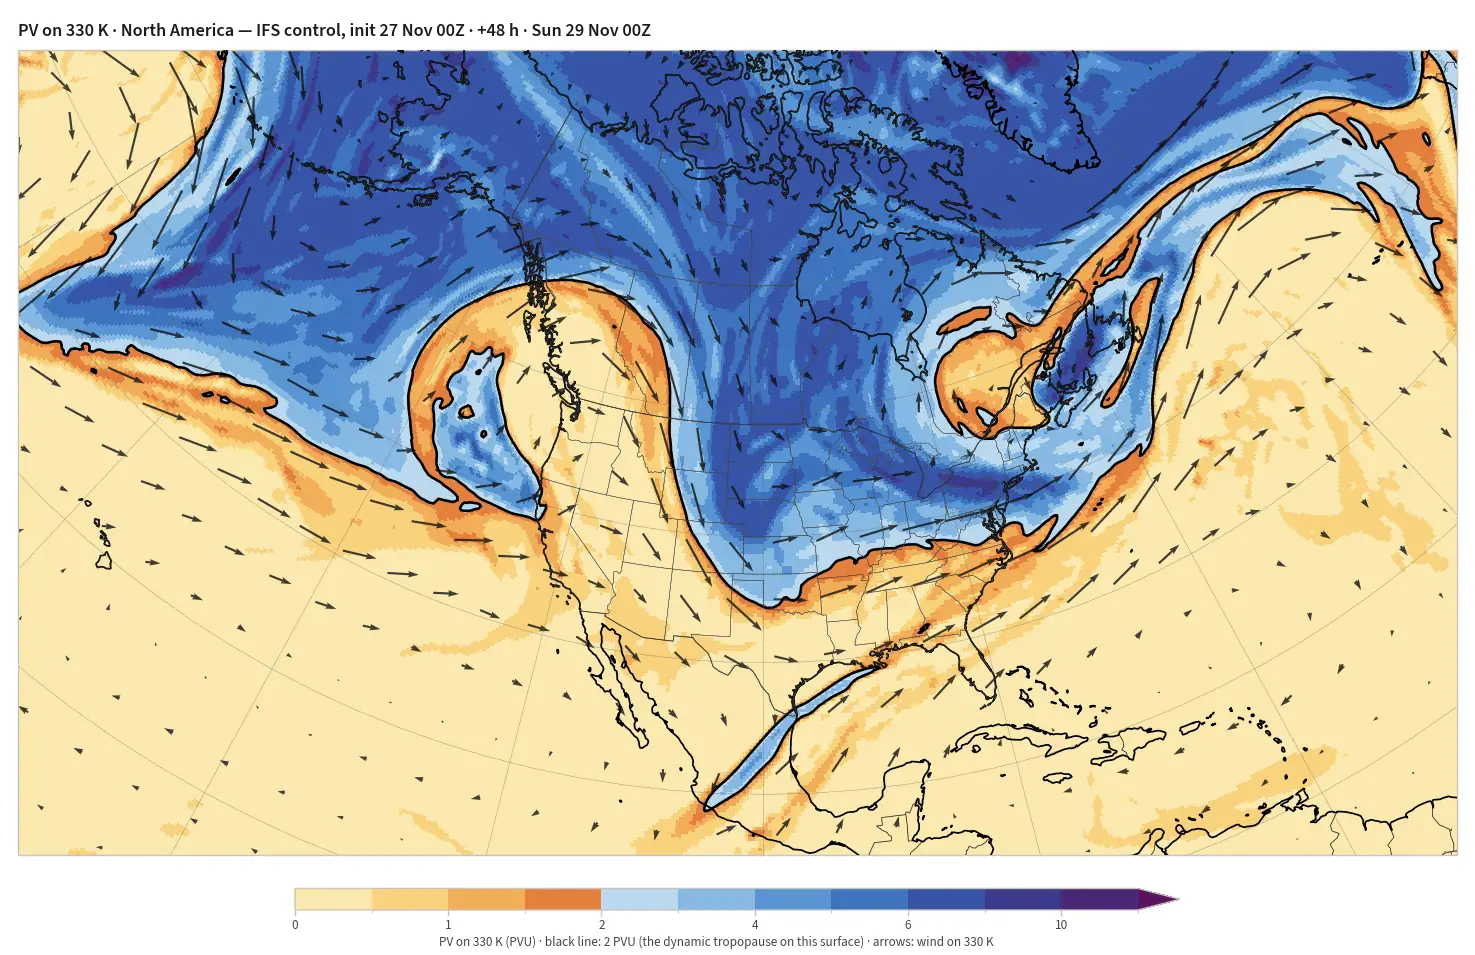 PV on 330 K · North America — IFS control, init 27 Nov 00Z · +48 h · Sun 29 Nov 00Z
0 1 2 4 6 10
PV on 330 K (PVU) · black line: 2 PVU (the dynamic tropopause on this surface) · arrows: wind on 330 K